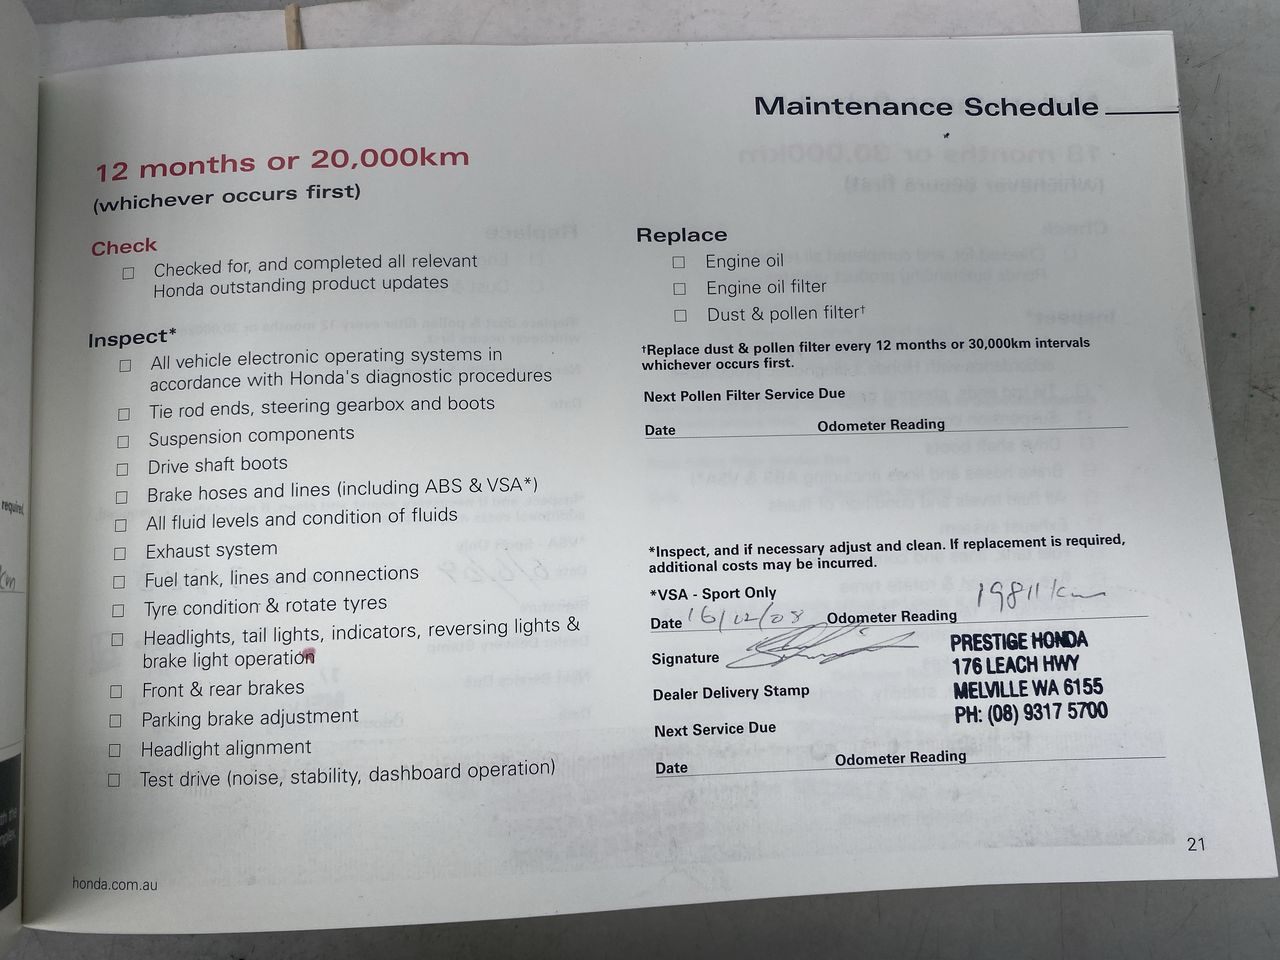 Maintenance Schedule
12 months or 20,000km
(whichever occurs first)
Check
Checked for, and completed all relevant
Honda outstanding product updates
Inspect*
All vehicle electronic operating systems in
accordance with Honda's diagnostic procedures
Tie rod ends, steering gearbox and boots
Suspension components
Drive shaft boots
Brake hoses and lines (including ABS & VSA*)
All fluid levels and condition of fluids
Exhaust system
Fuel tank, lines and connections
Tyre condition & rotate tyres
Headlights, tail lights, indicators, reversing lights &
brake light operation
Front & rear brakes
Parking brake adjustment
Headlight alignment
Test drive (noise, stability, dashboard operation)
Replace
Engine oil
Engine oil filter
Dust & pollen filter†
†Replace dust & pollen filter every 12 months or 30,000km intervals
whichever occurs first.
Next Pollen Filter Service Due
Date Odometer Reading
*Inspect, and if necessary adjust and clean. If replacement is required,
additional costs may be incurred.
*VSA - Sport Only
Date 16/12/08 Odometer Reading 19811 km
Signature
PRESTIGE HONDA
176 LEACH HWY
MELVILLE WA 6155
PH: (08) 9317 5700
Dealer Delivery Stamp
Next Service Due
Date Odometer Reading
21
honda.com.au
required
km